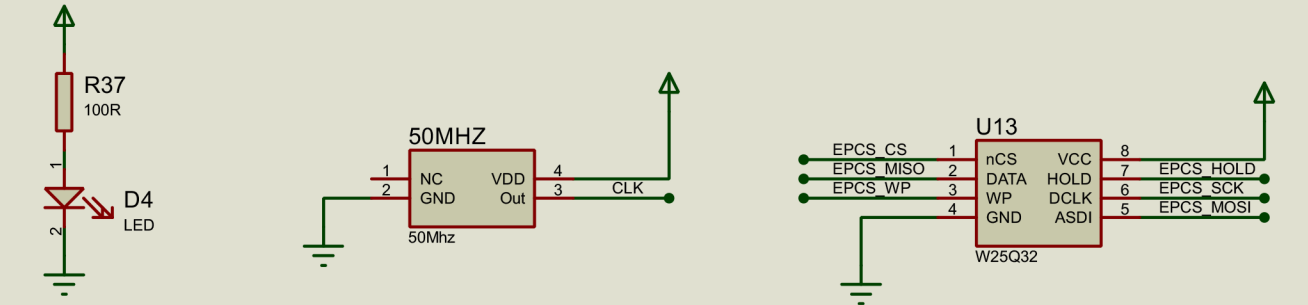 R37
100R
1
D4
LED
2
50MHZ
1 NC VDD 4
2 GND Out 3 CLK
50Mhz
U13
EPCS_CS 1 nCS VCC 8
EPCS_MISO 2 DATA HOLD 7 EPCS_HOLD
EPCS_WP 3 WP DCLK 6 EPCS_SCK
4 GND ASDI 5 EPCS_MOSI
W25Q32